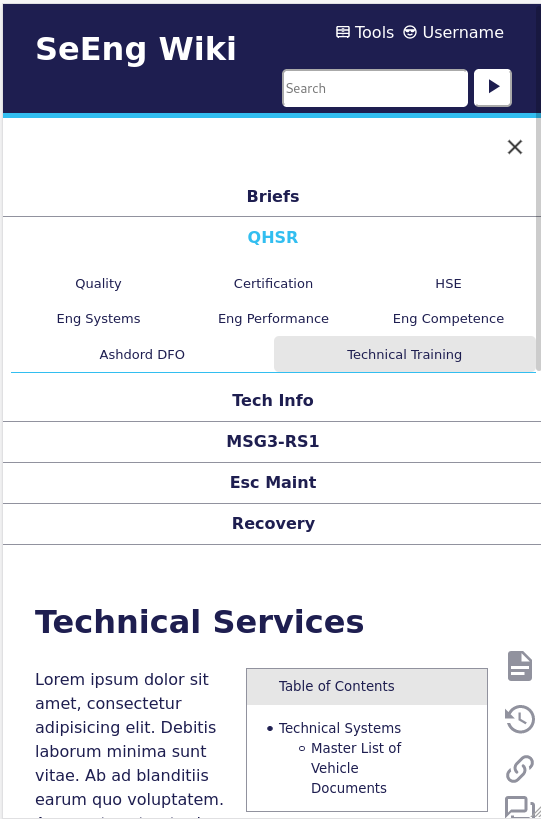 SeEng Wiki
Tools Username
Search
Briefs
QHSR
Quality Certification HSE
Eng Systems Eng Performance Eng Competence
Ashdord DFO Technical Training
Tech Info
MSG3-RS1
Esc Maint
Recovery
Technical Services
Lorem ipsum dolor sit
amet, consectetur
adipisicing elit. Debitis
laborum minima sunt
vitae. Ab ad blanditiis
earum quo voluptatem.
Table of Contents
Technical Systems
Master List of
Vehicle
Documents